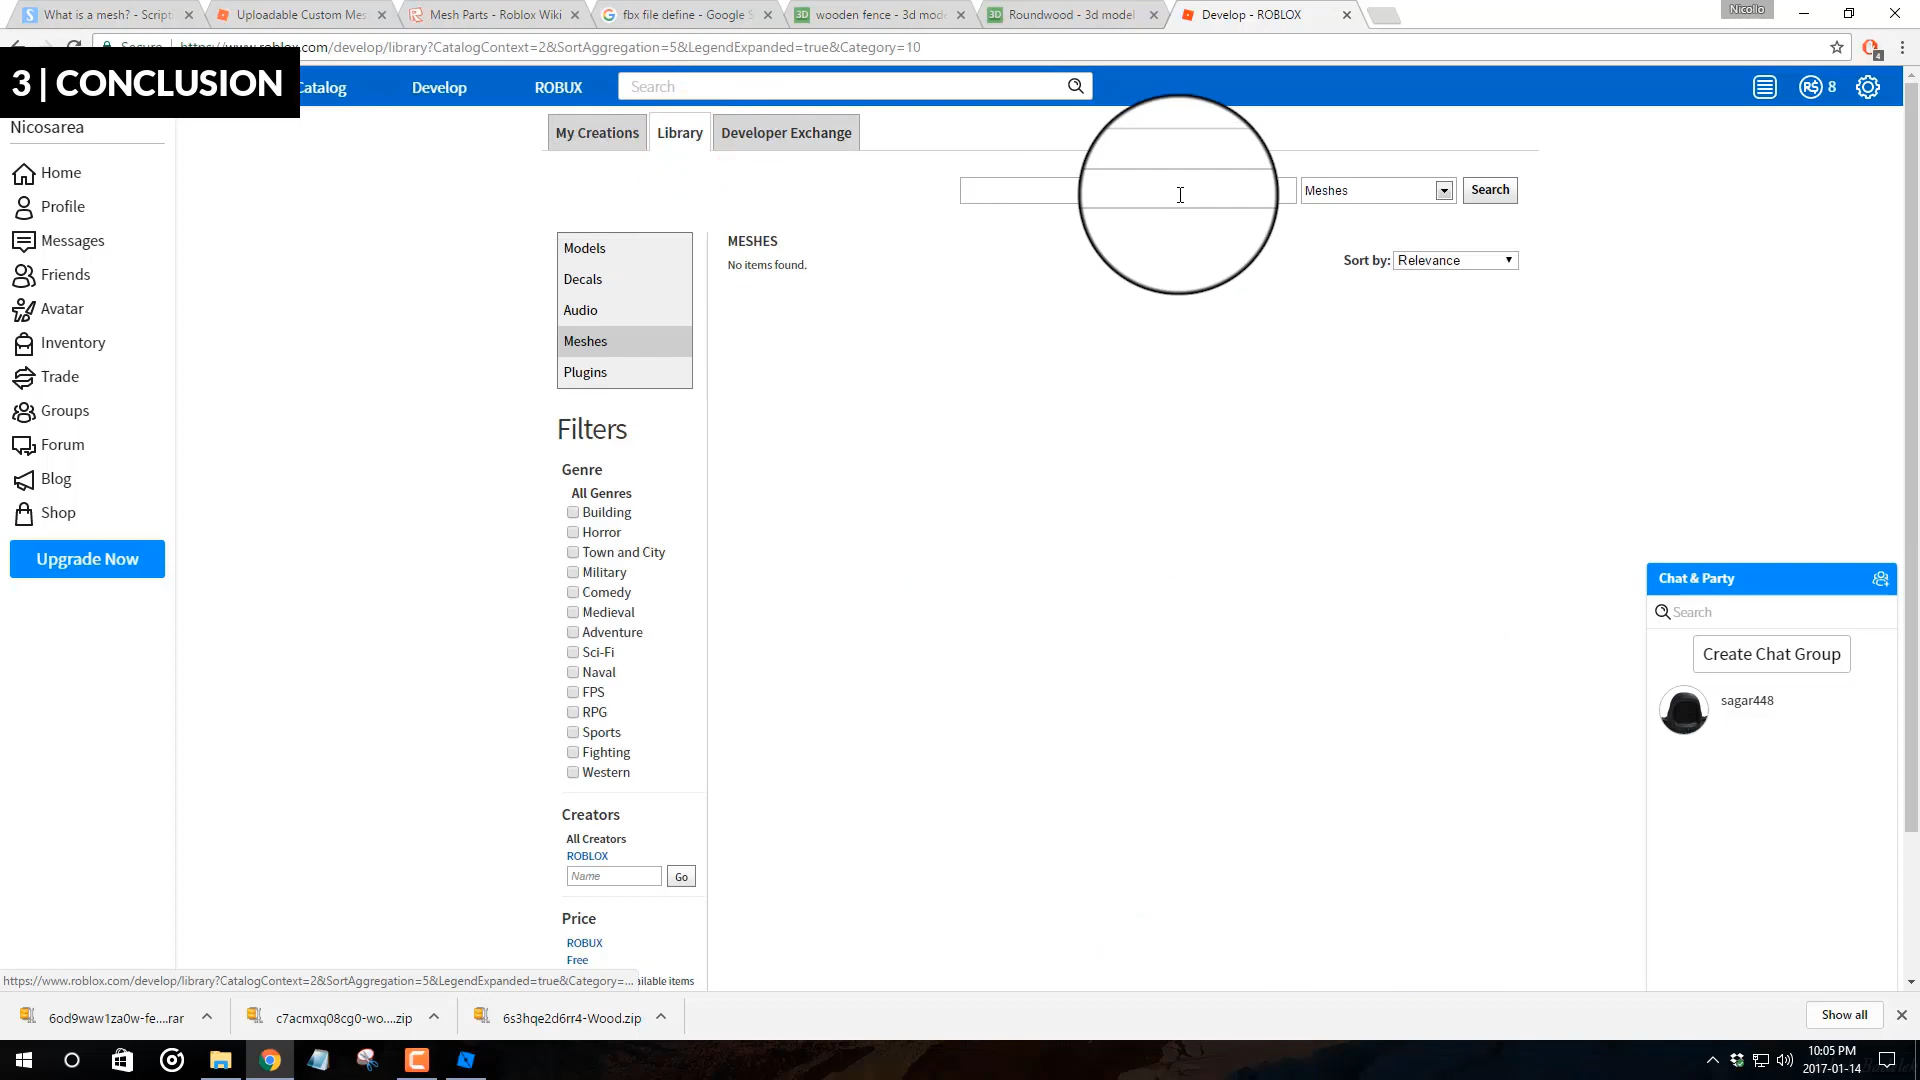 What is a mesh? - Script
Uploadable Custom Mes
Mesh Parts - Roblox Wiki
fbx file define - Google S
wooden fence - 3d mode
Roundwood - 3d model
Develop - ROBLOX
Nicollo
Secure
https://www.roblox.com/develop/library?CatalogContext=2&SortAggregation=5&LegendExpanded=true&Category=10
4
3 | CONCLUSION
Catalog
Develop
ROBUX
Search
R$ 8
Nicosarea
My Creations
Library
Developer Exchange
Home
Profile
Messages
Friends
Avatar
Inventory
Trade
Groups
Forum
Blog
Shop
Upgrade Now
Meshes
Search
Models
Decals
Audio
Meshes
Plugins
MESHES
No items found.
Sort by: Relevance
Filters
Genre
All Genres
Building
Horror
Town and City
Military
Comedy
Medieval
Adventure
Sci-Fi
Naval
FPS
RPG
Sports
Fighting
Western
Creators
All Creators
ROBLOX
Name
Go
Price
ROBUX
Free
ailable items
Chat & Party
Search
Create Chat Group
sagar448
https://www.roblox.com/develop/library?CatalogContext=2&SortAggregation=5&LegendExpanded=true&Category=...
6od9waw1za0w-fe....rar
c7acmxq08cg0-wo....zip
6s3hqe2d6rr4-Wood.zip
Show all
10:05 PM
2017-01-14